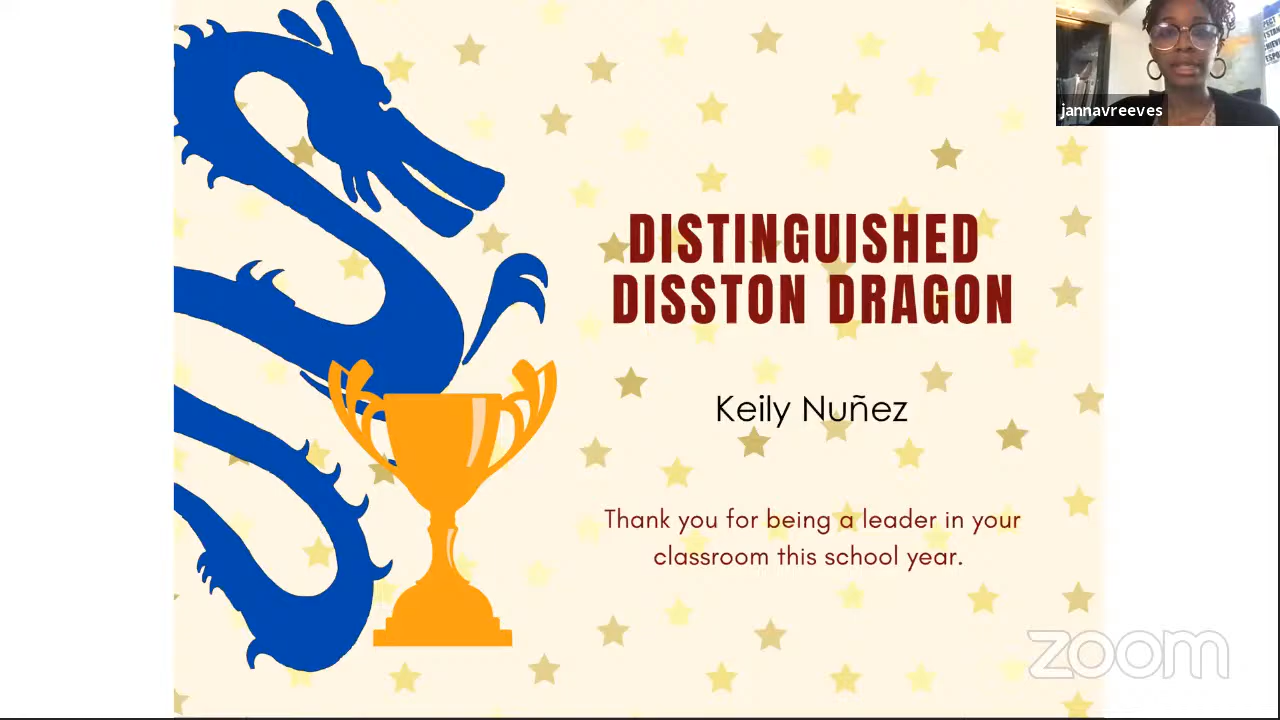 jannavreeves
DISTINGUISHED
DISSTON DRAGON
Keily Nuñez
Thank you for being a leader in your
classroom this school year.
zoom